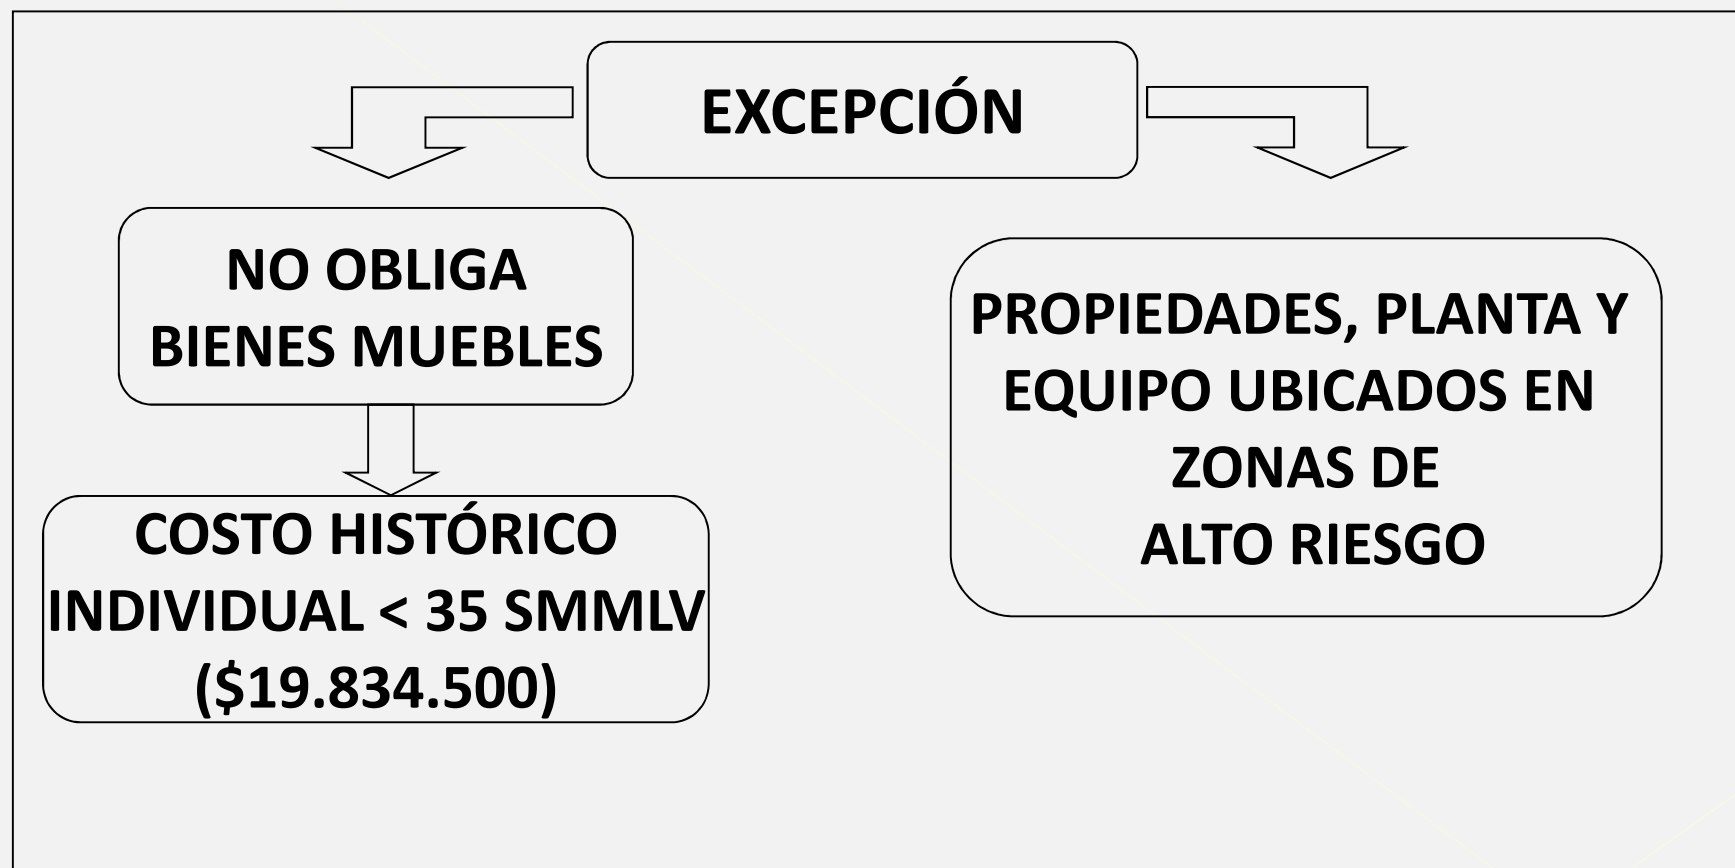 EXCEPCIÓN
NO OBLIGA
BIENES MUEBLES
COSTO HISTÓRICO
INDIVIDUAL < 35 SMMLV
($19.834.500)
PROPIEDADES, PLANTA Y
EQUIPO UBICADOS EN
ZONAS DE
ALTO RIESGO